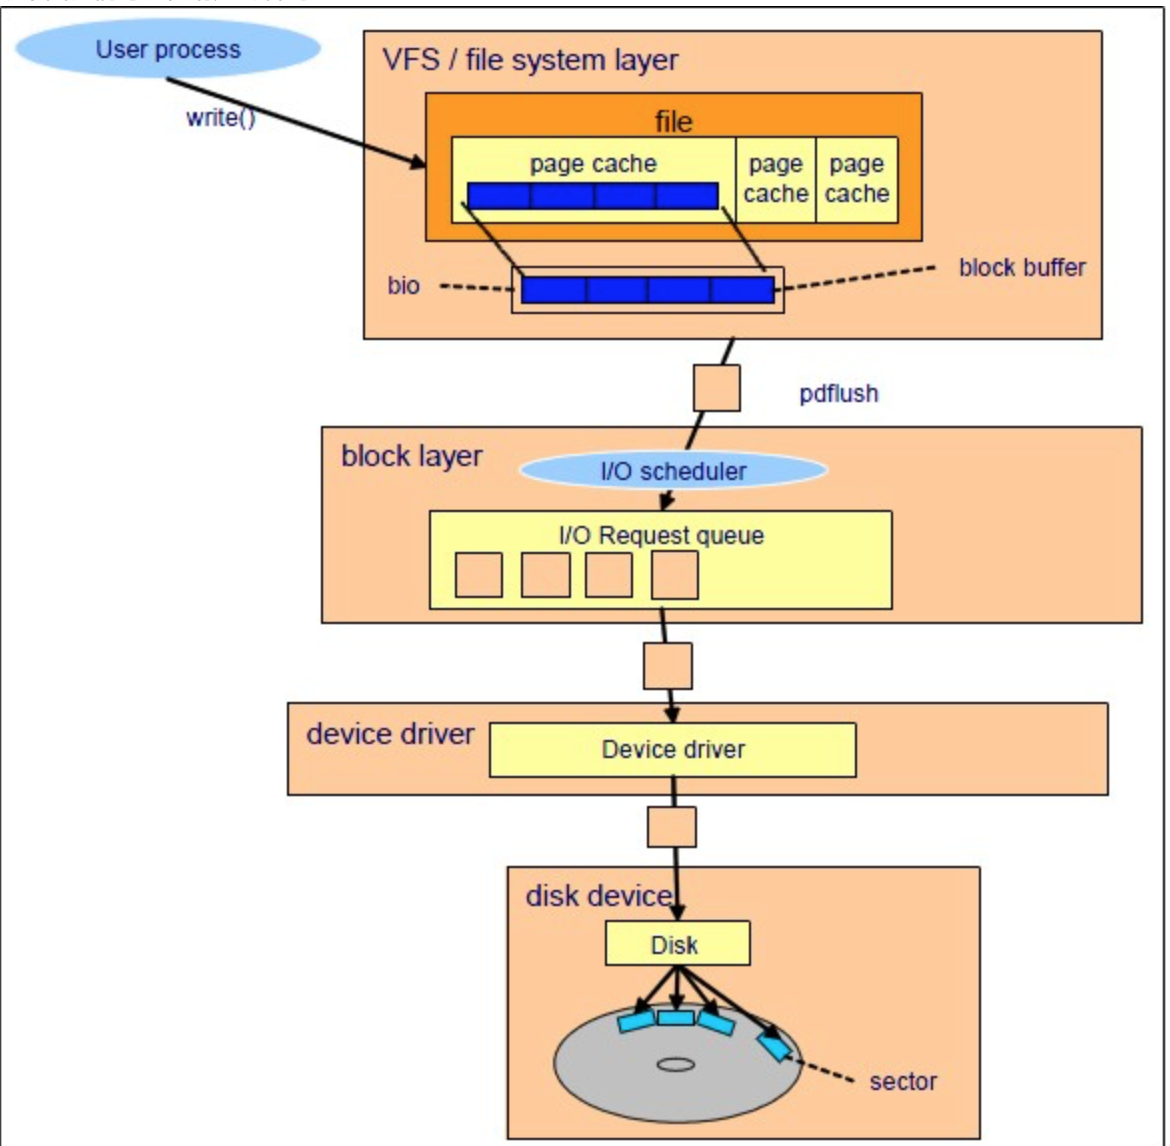 User process
write()
VFS / file system layer
file
page cache
page
cache
page
cache
bio
block buffer
pdflush
block layer
I/O scheduler
I/O Request queue
device driver
Device driver
disk device
Disk
sector